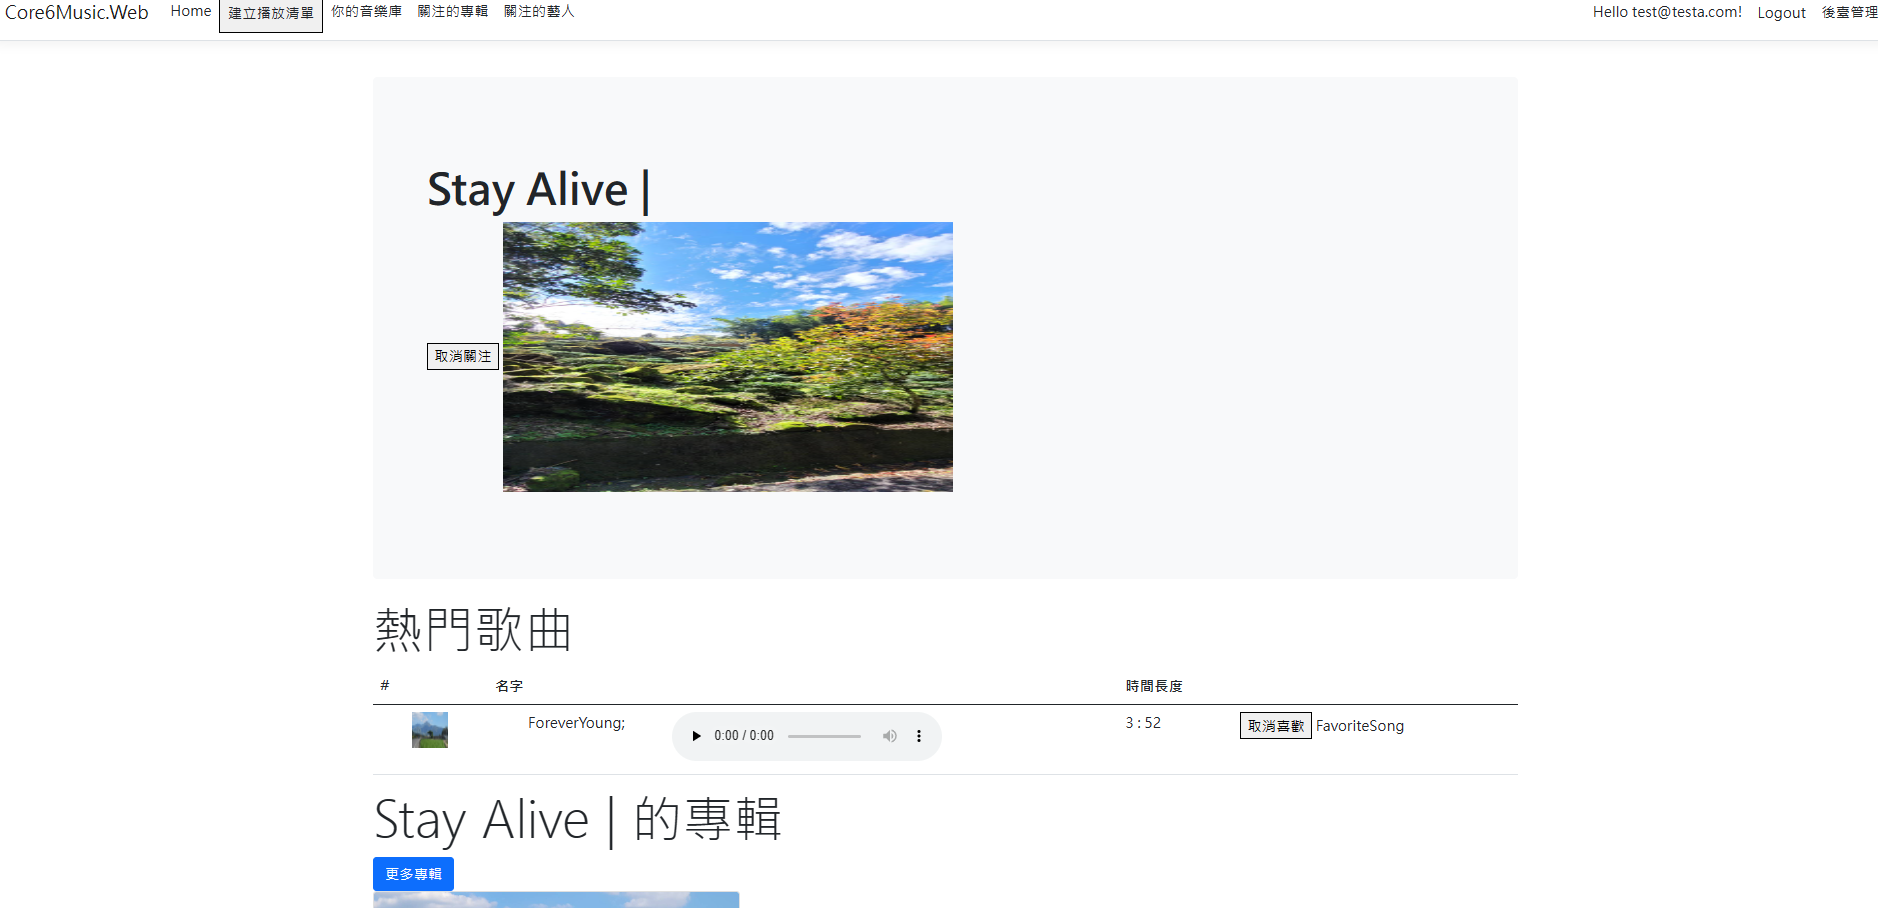 Core6Music.Web Home 建立播放清單 你的音樂庫 關注的專輯 關注的藝人 Hello test@testa.com! Logout 後臺管理
Stay Alive |
取消關注
熱門歌曲
# 名字 時間長度
ForeverYoung; 0:00 / 0:00 3 : 52 取消喜歡 FavoriteSong
Stay Alive | 的專輯
更多專輯